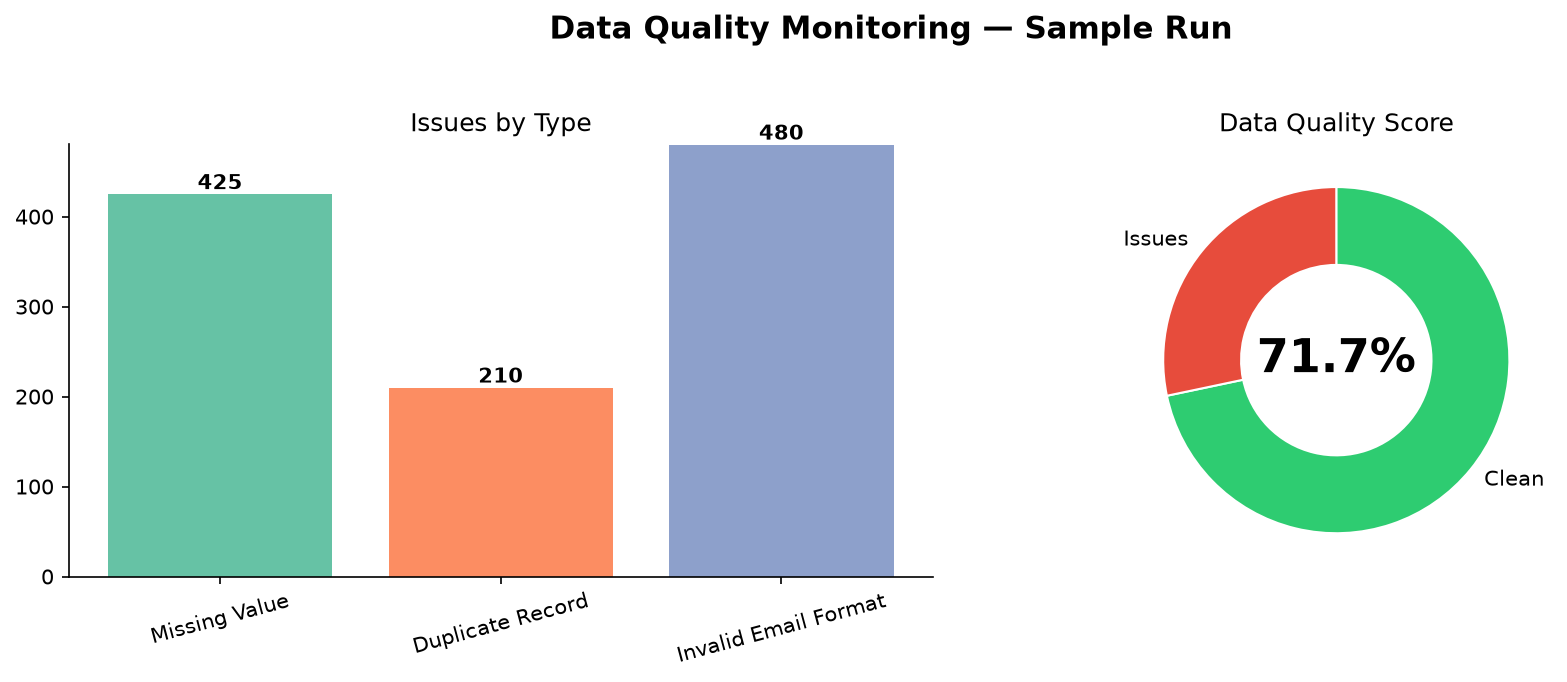 Data Quality Monitoring — Sample Run
Issues by Type
425
210
480
400
300
200
100
0
Missing Value
Duplicate Record
Invalid Email Format
Data Quality Score
Issues
71.7%
Clean